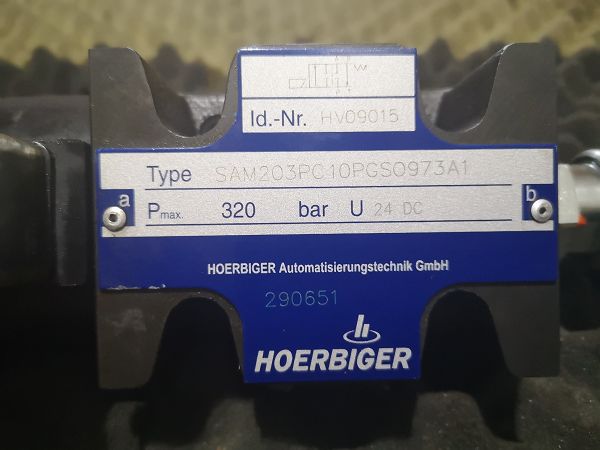 Id.-Nr. HV09015
Type SAM203PC10PGS0973A1
a
b
Pmax. 320 bar U 24 DC
HOERBIGER Automatisierungstechnik GmbH
290651
HOERBIGER